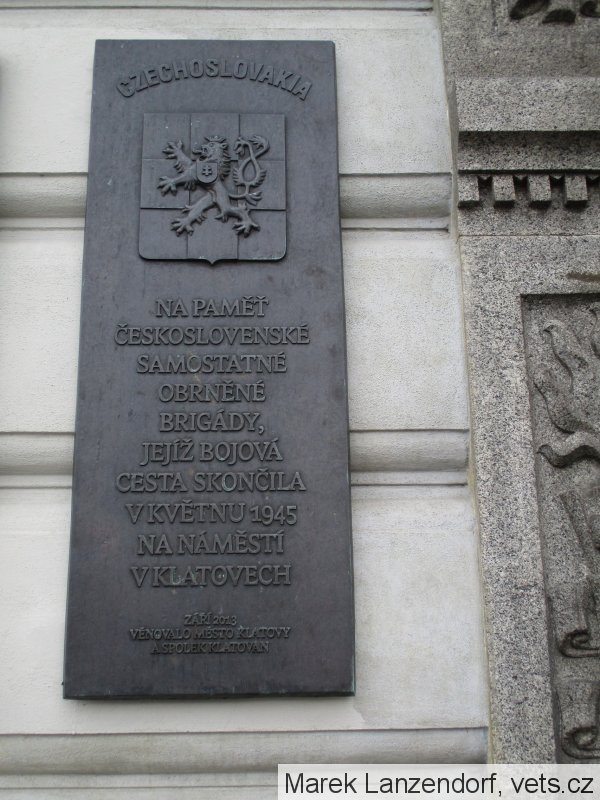 CZECHOSLOVAKIA
NA PAMĚŤ
ČESKOSLOVENSKÉ
SAMOSTATNÉ
OBRNĚNÉ
BRIGÁDY,
JEJÍŽ BOJOVÁ
CESTA SKONČILA
V KVĚTNU 1945
NA NÁMĚSTÍ
V KLATOVECH
ZÁŘÍ 2013
VĚNOVALO MĚSTO KLATOVY
A SPOLEK KLATOVAN
Marek Lanzendorf, vets.cz